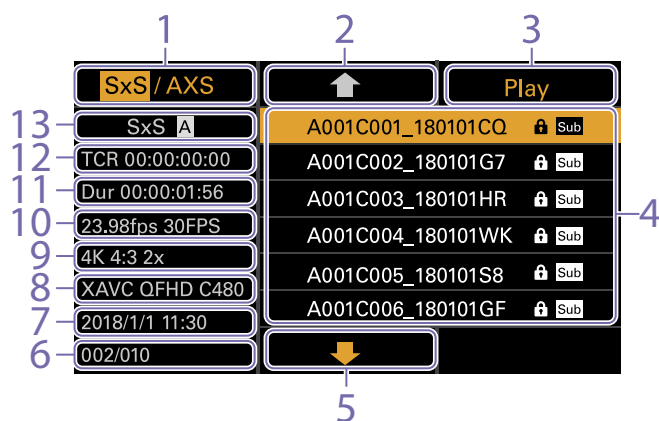 1 2 3
SxS / AXS Play
13 SxS A A001C001_180101CQ Sub
12 TCR 00:00:00:00 A001C002_180101G7 Sub
11 Dur 00:00:01:56 A001C003_180101HR Sub
10 23.98fps 30FPS 4
A001C004_180101WK Sub
9 4K 4:3 2x
8 XAVC QFHD C480 A001C005_180101S8 Sub
7 2018/1/1 11:30 A001C006_180101GF Sub
6 002/010
5